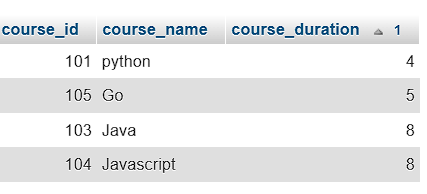 course_id course_name course_duration 1
101 python 4
105 Go 5
103 Java 8
104 Javascript 8